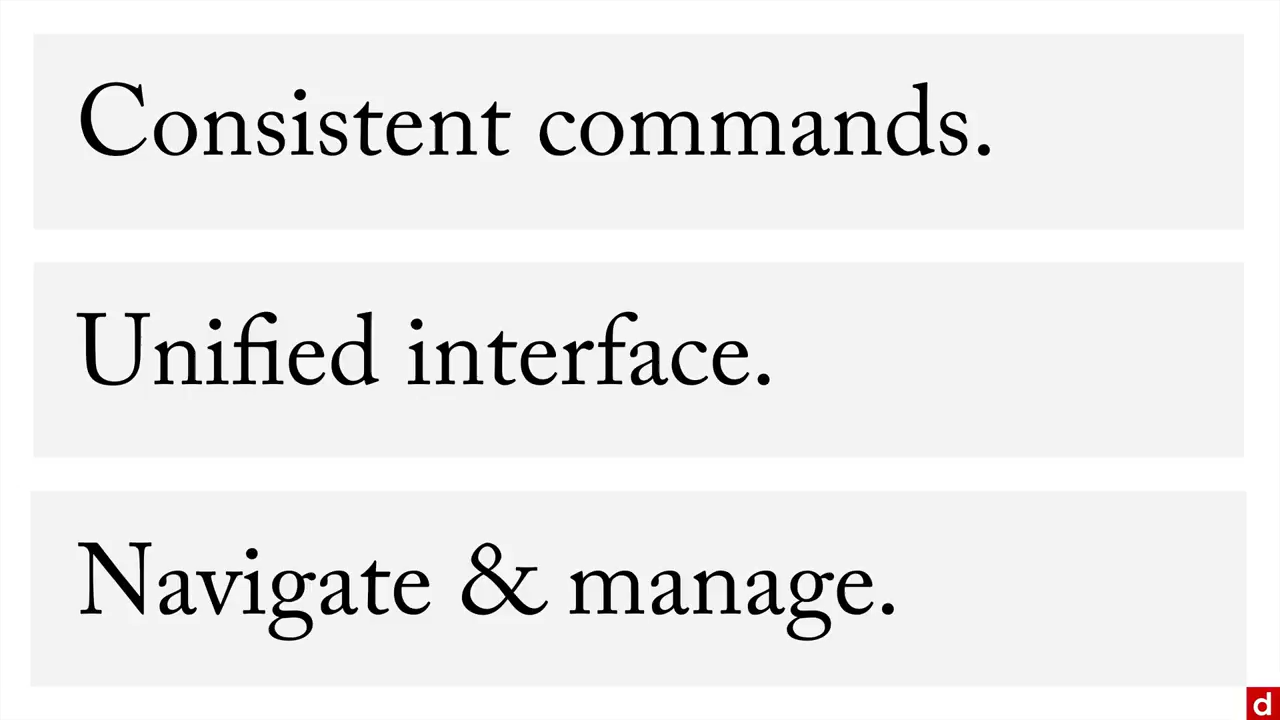 Consistent commands.
Unified interface.
Navigate & manage.
d